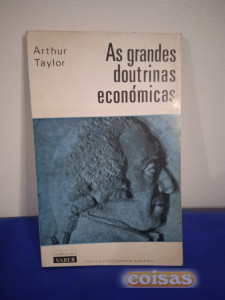 Arthur
Taylor
As grandes
doutrinas
económicas
SABER
coisas